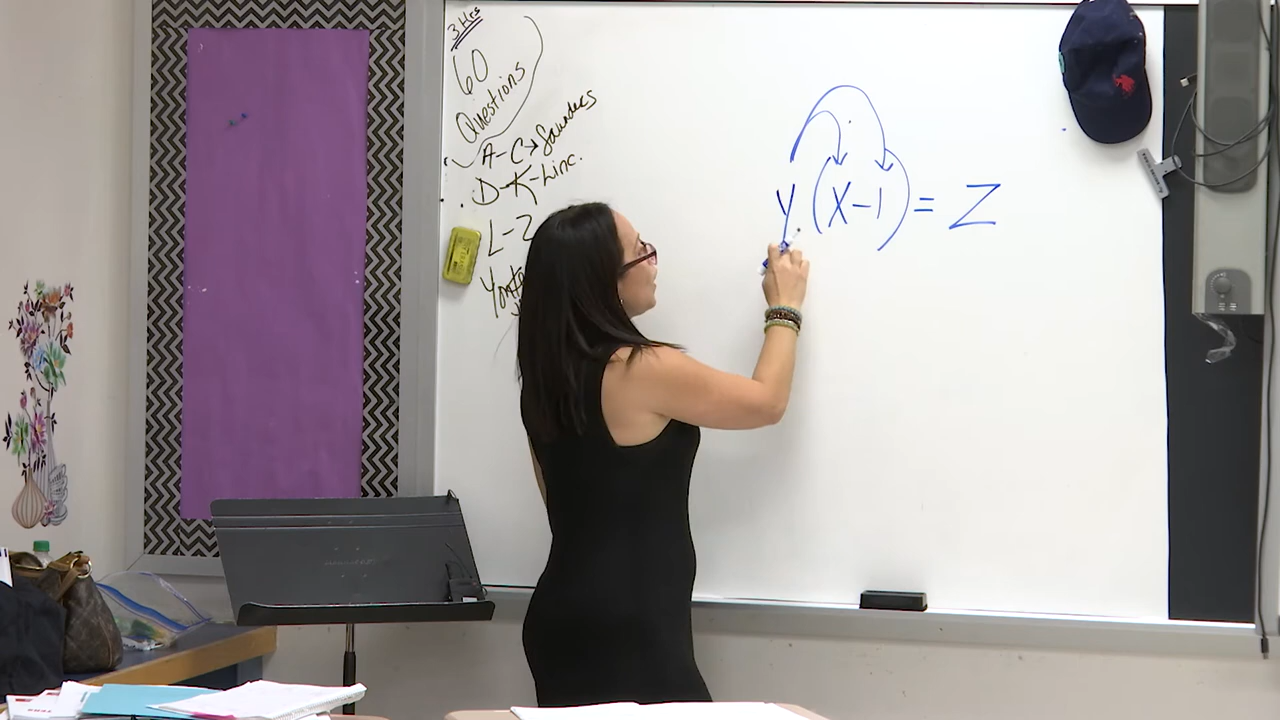 3 Hrs
60
Questions
A-C→Saunders
D-K-Linc.
L-Z
Y(X-1)=Z